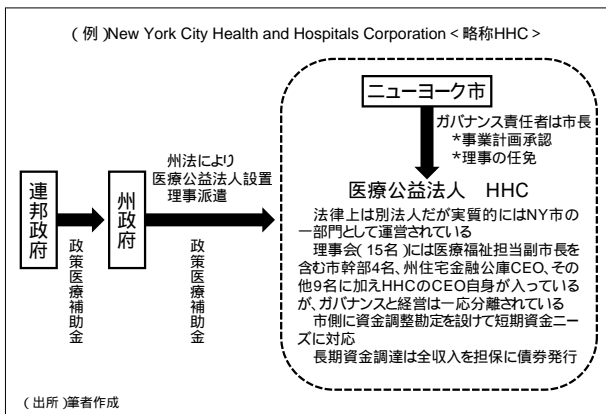 (例)New York City Health and Hospitals Corporation<略称HHC>
ニューヨーク市
ガバナンス責任者は市長
*事業計画承認
*理事の任免
州法により
医療公益法人設置
理事派遣
連邦政府
州政府
政策医療補助金
政策医療補助金
医療公益法人 HHC
法律上は別法人だが実質的にはNY市の
一部門として運営されている
理事会(15名)には医療福祉担当副市長を
含む市幹部4名、州住宅金融公庫CEO、その
他9名に加えHHCのCEO自身が入っている
が、ガバナンスと経営は一応分離されている
市側に資金調整勘定を設けて短期資金ニー
ズに対応
長期資金調達は全収入を担保に債券発行
(出所)筆者作成